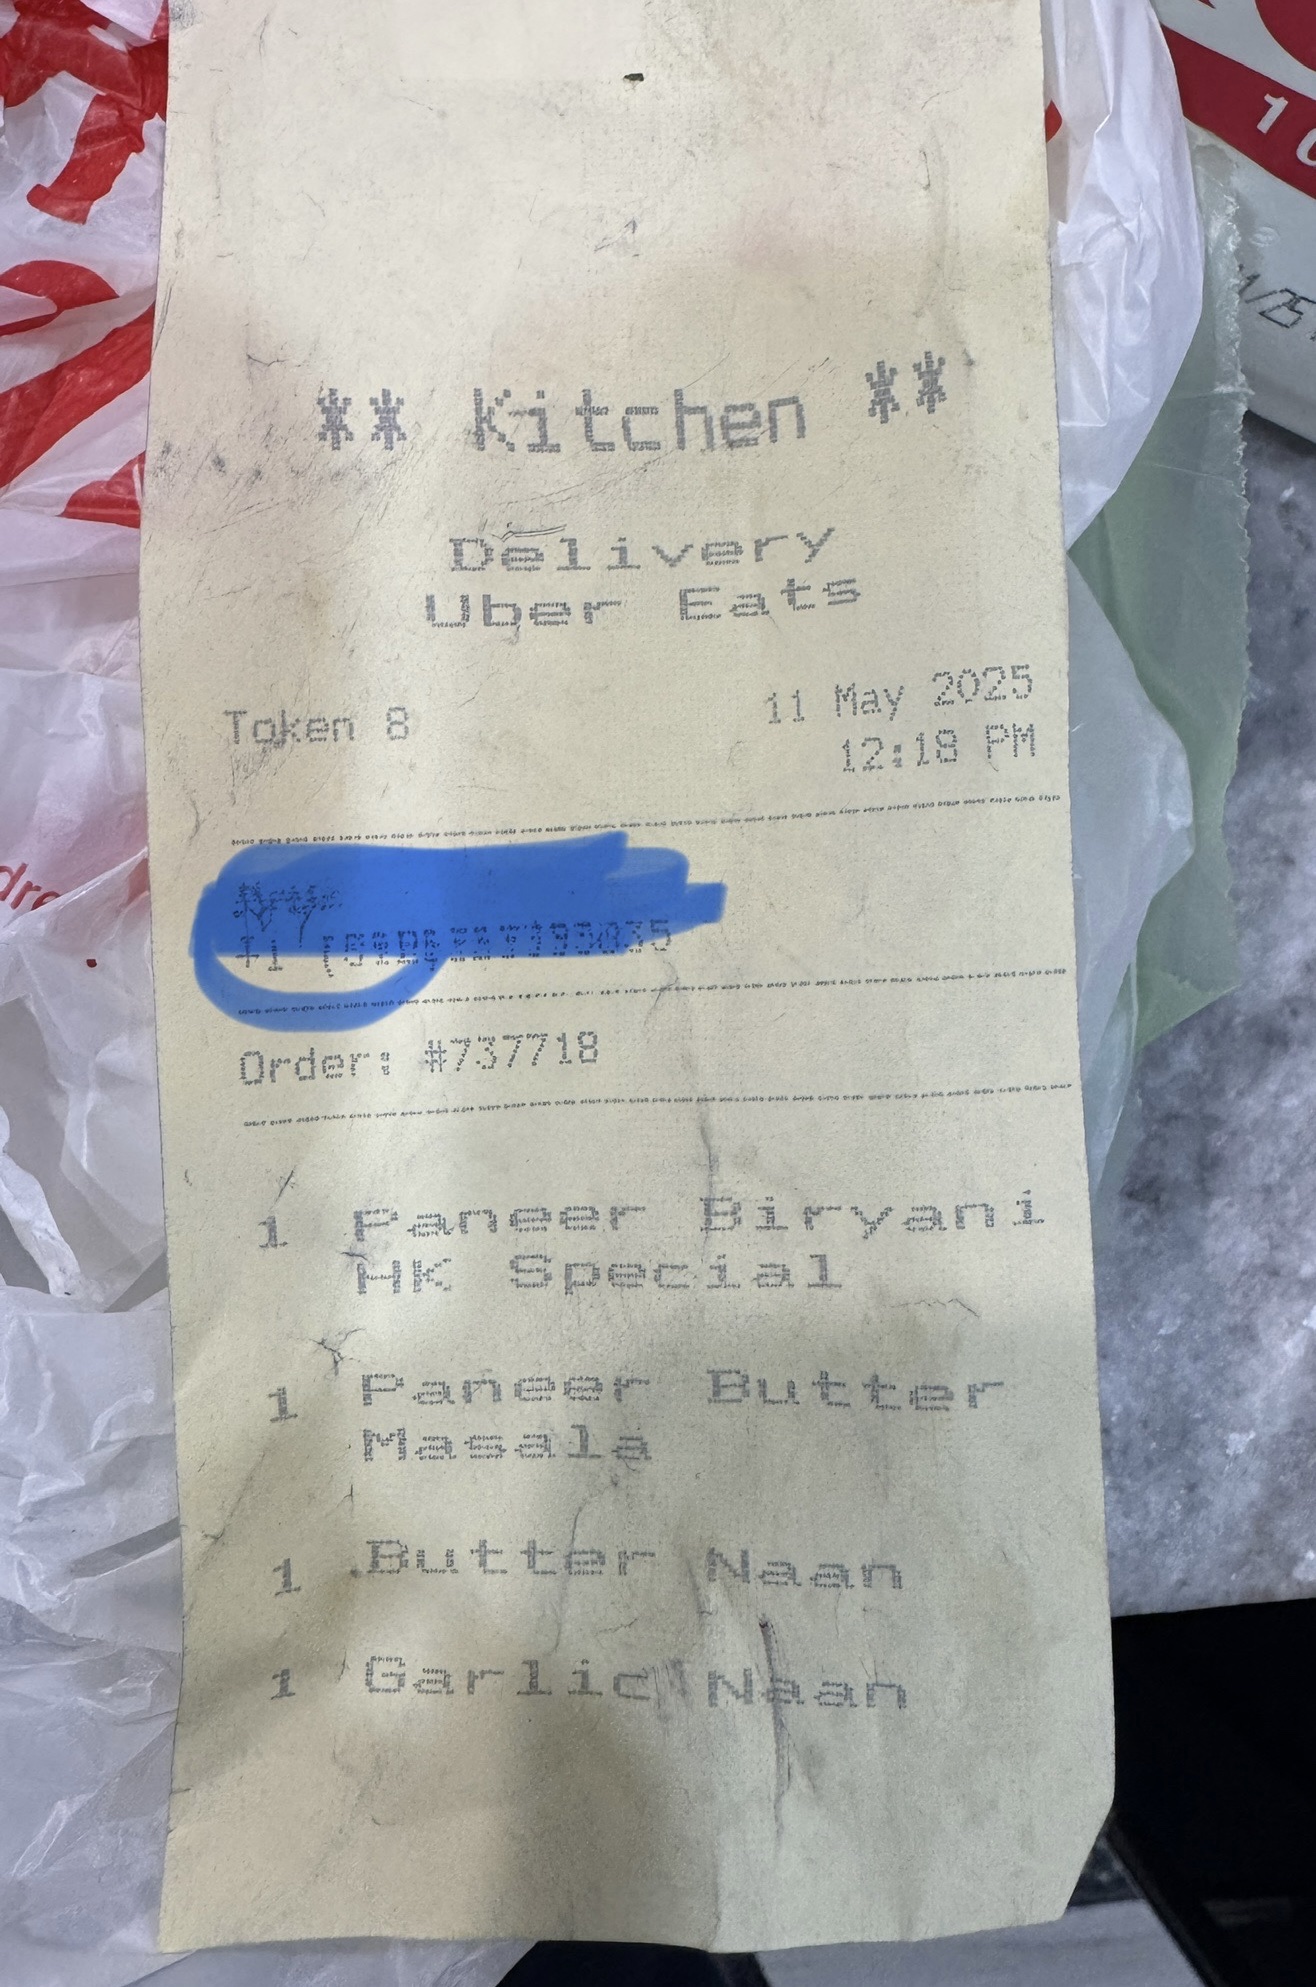 ** Kitchen **
Delivery
Uber Eats
Token 8
11 May 2025
12:18 PM
Order: #737718
1 Paneer Biryani
HK Special
1 Paneer Butter
Masala
1 Butter Naan
1 Garlic Naan